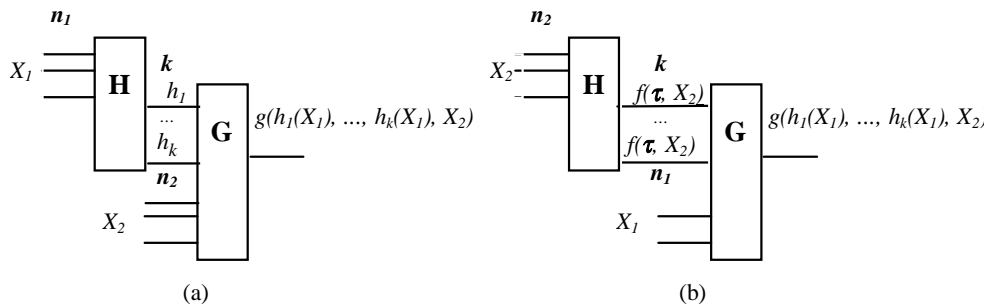 n1
X1
H
k
h1
...
hk
n2
G
g(h1(X1), ..., hk(X1), X2)
X2
(a)
n2
X2
H
k
f(τ, X2)
...
f(τ, X2)
n1
G
g(h1(X1), ..., hk(X1), X2)
X1
(b)